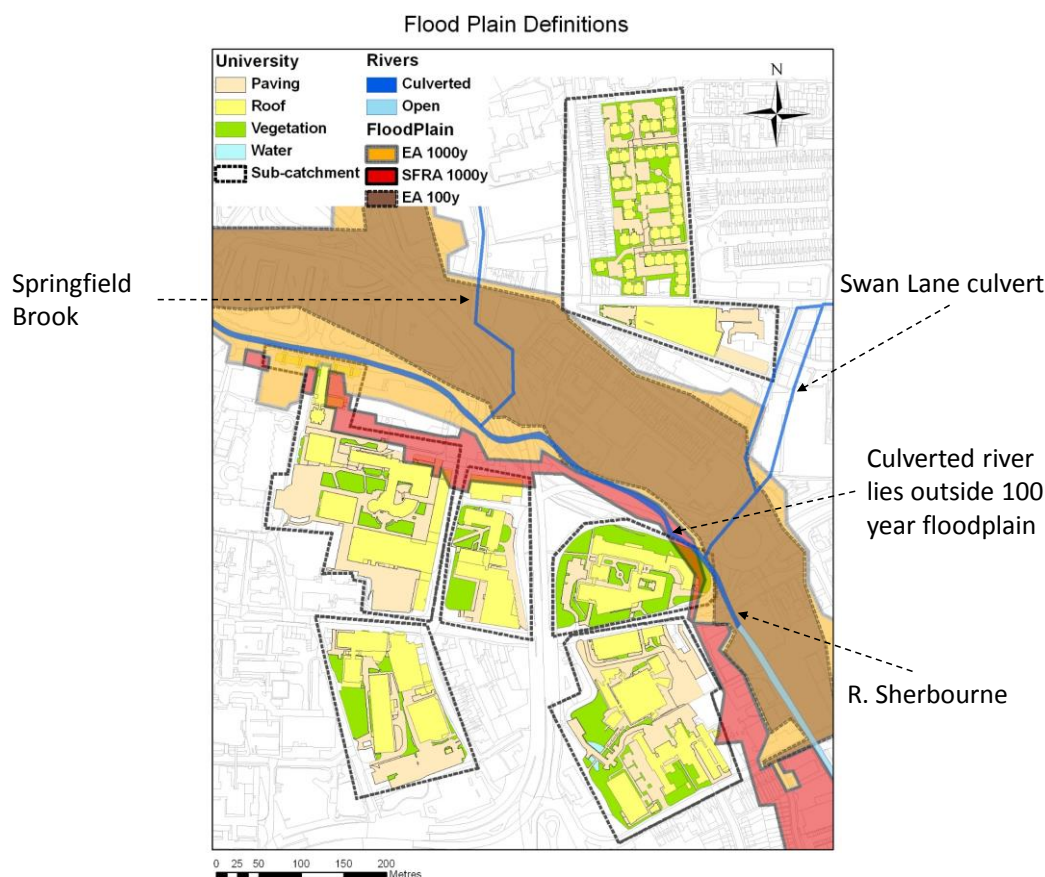 Flood Plain Definitions
University
Paving
Roof
Vegetation
Water
Sub-catchment
Rivers
Culverted
Open
FloodPlain
EA 1000y
SFRA 1000y
EA 100y
N
Springfield
Brook
Swan Lane culvert
Culverted river
lies outside 100
year floodplain
R. Sherbourne
0 25 50 100 150 200
Metres